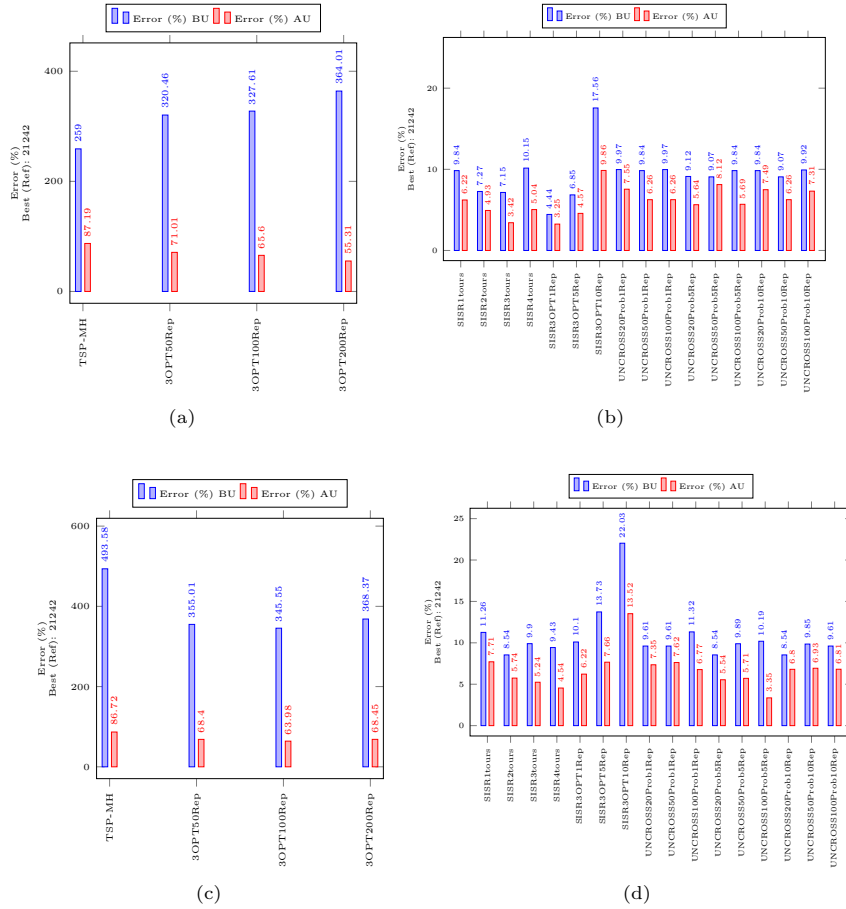 Error (%) BU Error (%) AU
400
200
0
Error (%)
Best (Ref): 21242
259
320.46
327.61
364.01
87.19
71.01
65.6
55.31
TSP-MH
3OPT50Rep
3OPT100Rep
3OPT200Rep
(a)
Error (%) BU Error (%) AU
20
10
0
Error (%)
Best (Ref): 21242
9.84
7.27
7.15
10.15
4.44
6.85
17.56
9.97
9.84
9.97
9.12
9.07
9.84
9.84
9.07
9.92
6.22
4.93
3.42
5.04
3.25
4.57
9.86
7.55
6.26
6.26
5.64
8.12
5.69
7.49
6.26
7.31
SISR1tours
SISR2tours
SISR3tours
SISR4tours
SISR3OPT1Rep
SISR3OPT5Rep
SISR3OPT10Rep
UNCROSS20Prob1Rep
UNCROSS50Prob1Rep
UNCROSS100Prob1Rep
UNCROSS20Prob5Rep
UNCROSS50Prob5Rep
UNCROSS100Prob5Rep
UNCROSS20Prob10Rep
UNCROSS50Prob10Rep
UNCROSS100Prob10Rep
(b)
Error (%) BU Error (%) AU
600
400
200
0
Error (%)
Best (Ref): 21242
493.58
355.01
345.55
368.37
86.72
68.4
63.98
68.45
TSP-MH
3OPT50Rep
3OPT100Rep
3OPT200Rep
(c)
Error (%) BU Error (%) AU
25
20
15
10
5
0
Error (%)
Best (Ref): 21242
11.26
8.54
9.9
9.43
10.1
13.73
22.03
9.61
9.61
11.32
8.54
9.89
10.19
8.54
9.85
9.61
7.71
5.74
5.24
4.54
6.22
7.66
13.52
7.35
7.62
6.77
5.54
5.71
3.35
6.8
6.93
6.81
SISR1tours
SISR2tours
SISR3tours
SISR4tours
SISR3OPT1Rep
SISR3OPT5Rep
SISR3OPT10Rep
UNCROSS20Prob1Rep
UNCROSS50Prob1Rep
UNCROSS100Prob1Rep
UNCROSS20Prob5Rep
UNCROSS50Prob5Rep
UNCROSS100Prob5Rep
UNCROSS20Prob10Rep
UNCROSS50Prob10Rep
UNCROSS100Prob10Rep
(d)